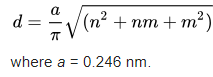 d = a/π √(n² + nm + m²)
where a = 0.246 nm.